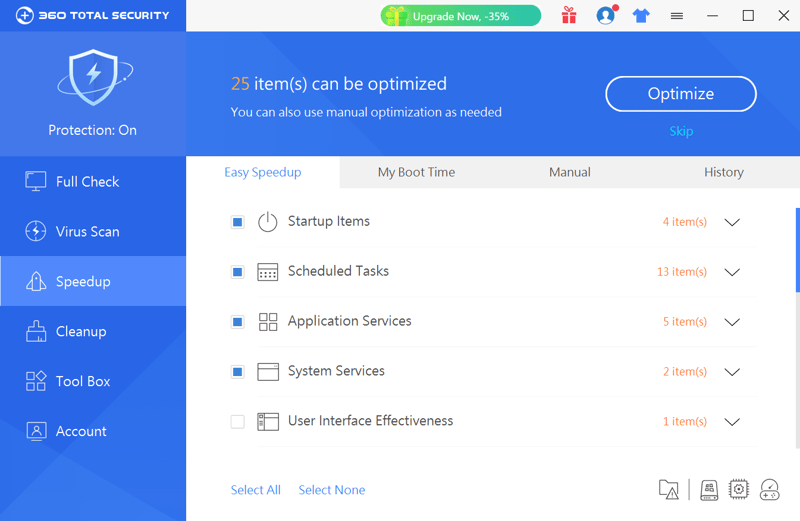 360 TOTAL SECURITY
Upgrade Now, -35%
Protection: On
25 item(s) can be optimized
You can also use manual optimization as needed
Optimize
Skip
Full Check
Virus Scan
Speedup
Cleanup
Tool Box
Account
Easy Speedup
My Boot Time
Manual
History
Startup Items 4 item(s)
Scheduled Tasks 13 item(s)
Application Services 5 item(s)
System Services 2 item(s)
User Interface Effectiveness 1 item(s)
Select All Select None